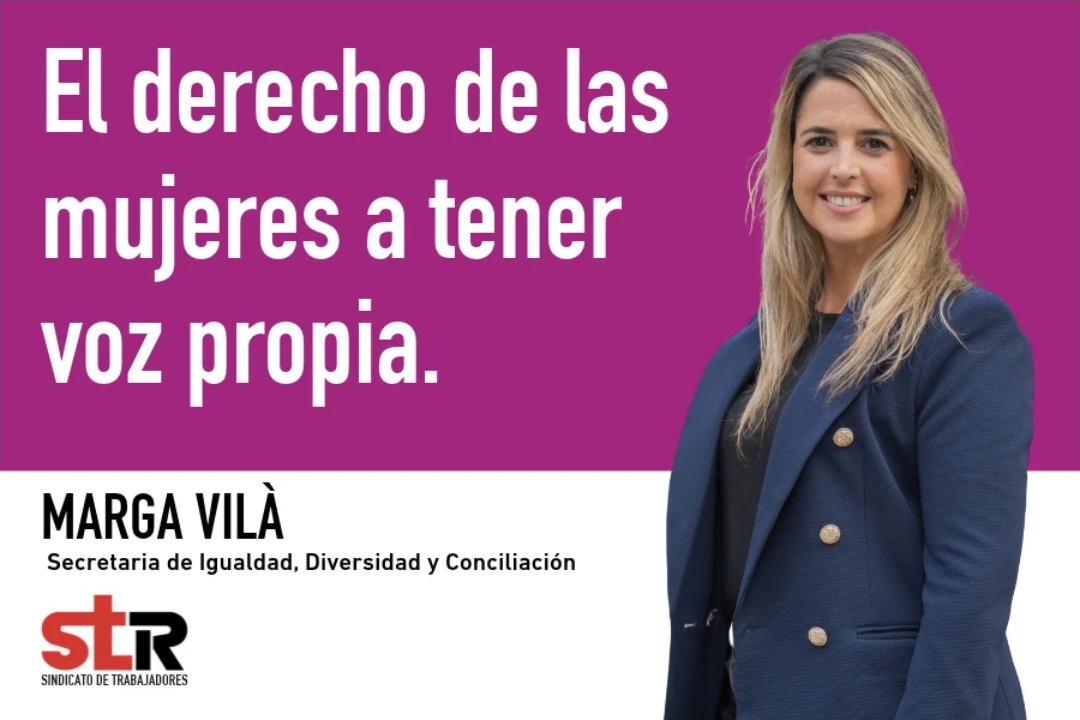 El derecho de las
mujeres a tener
voz propia.
MARGA VILÀ
Secretaria de Igualdad, Diversidad y Conciliación
STR
SINDICATO DE TRABAJADORES